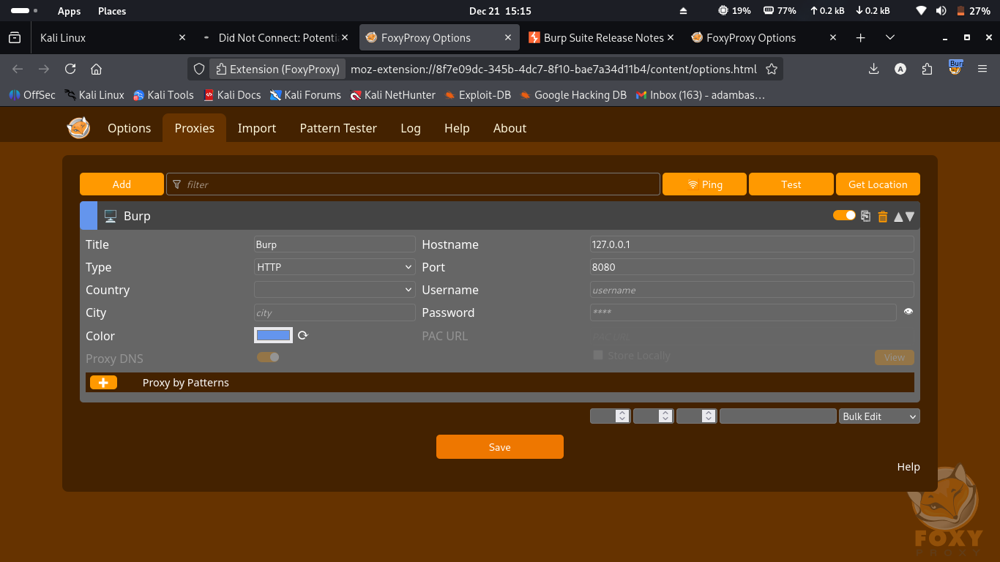 Apps Places Dec 21 15:15 19% 77% 0.2 kB 0.2 kB 27%
Kali Linux Did Not Connect: Potenti FoxyProxy Options Burp Suite Release Notes FoxyProxy Options
Extension (FoxyProxy) moz-extension://8f7e09dc-345b-4dc7-8f10-bae7a34d11b4/content/options.html A Bur
OffSec Kali Linux Kali Tools Kali Docs Kali Forums Kali NetHunter Exploit-DB Google Hacking DB Inbox (163) - adambas…
Options Proxies Import Pattern Tester Log Help About
Add filter Ping Test Get Location
Burp
Title Burp Hostname 127.0.0.1
Type HTTP Port 8080
Country Username username
City city Password ****
Color PAC URL PAC URL
Proxy DNS Store Locally View
Proxy by Patterns
Bulk Edit
Save
Help
FOXY
PROXY